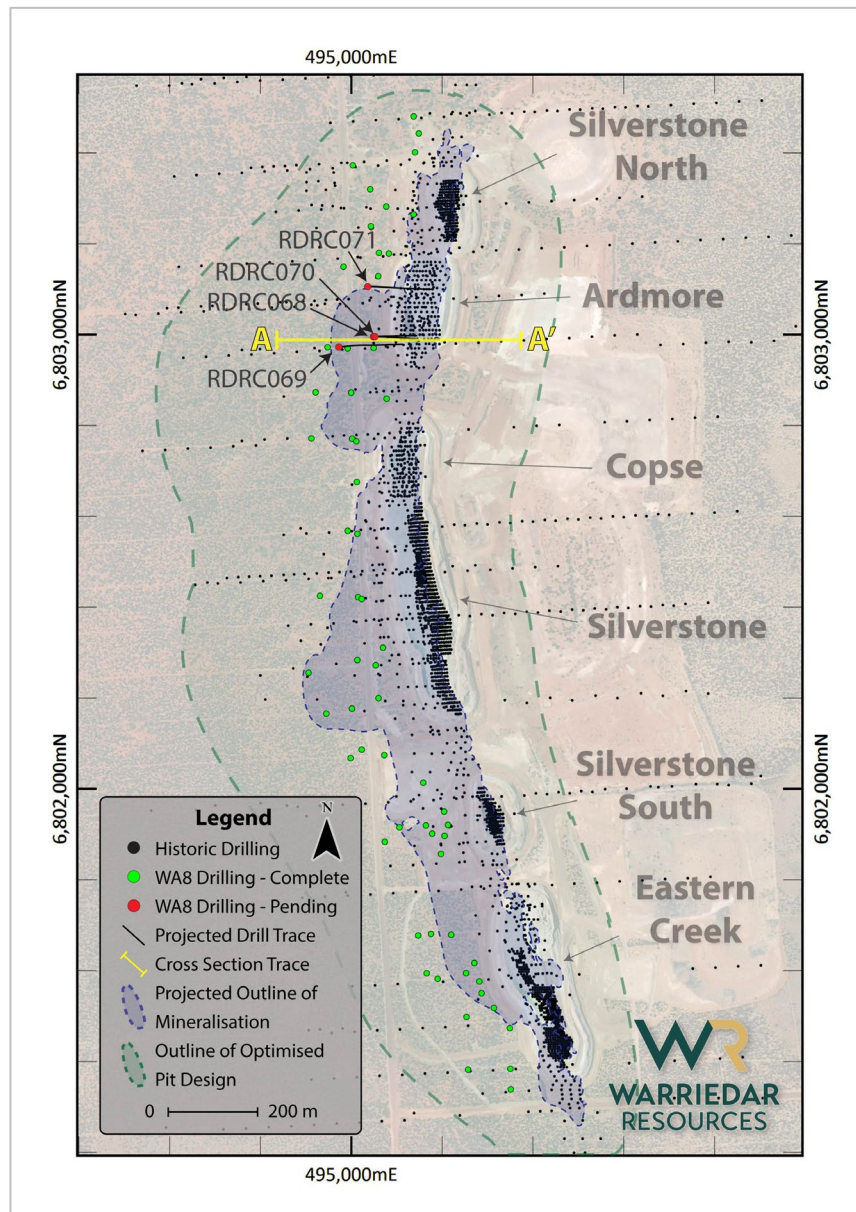 495,000mE
Silverstone
North
RDRC071
RDRC070
RDRC068
Ardmore
6,803,000mN
6,803,000mN
A
A'
RDRC069
Copse
Silverstone
Silverstone
South
6,802,000mN
6,802,000mN
Eastern
Creek
Legend
N
Historic Drilling
WA8 Drilling - Complete
WA8 Drilling - Pending
Projected Drill Trace
Cross Section Trace
Projected Outline of
Mineralisation
Outline of Optimised
Pit Design
0 200 m
WR
WARRIEDAR
RESOURCES
495,000mE